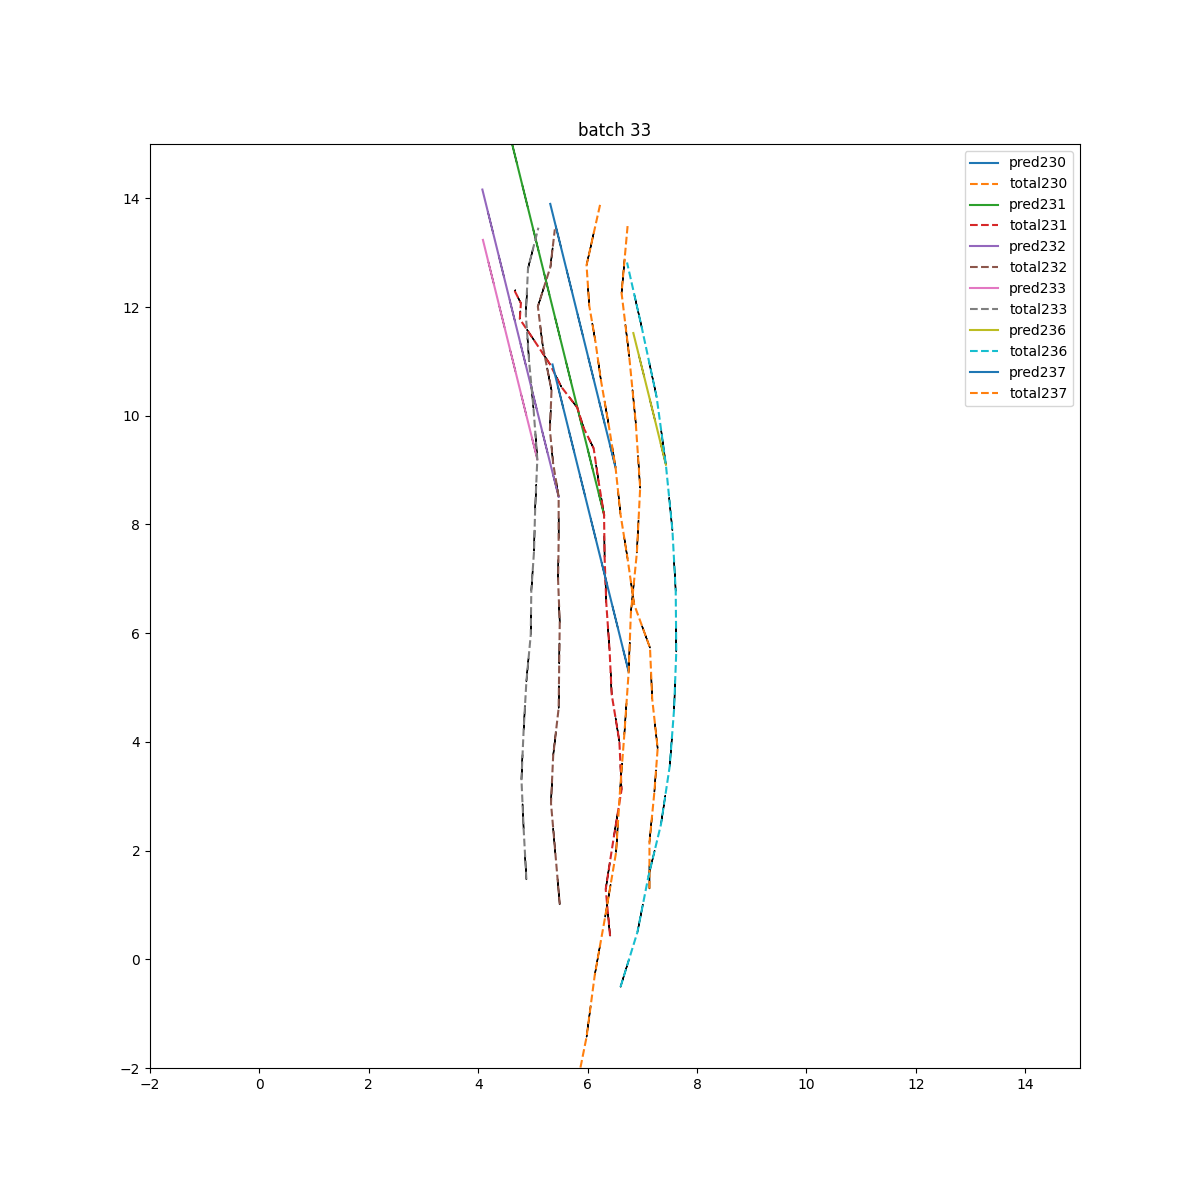 batch 33
pred230
total230
pred231
total231
pred232
total232
pred233
total233
pred236
total236
pred237
total237
14
12
10
8
6
4
2
0
−2
−2 0 2 4 6 8 10 12 14